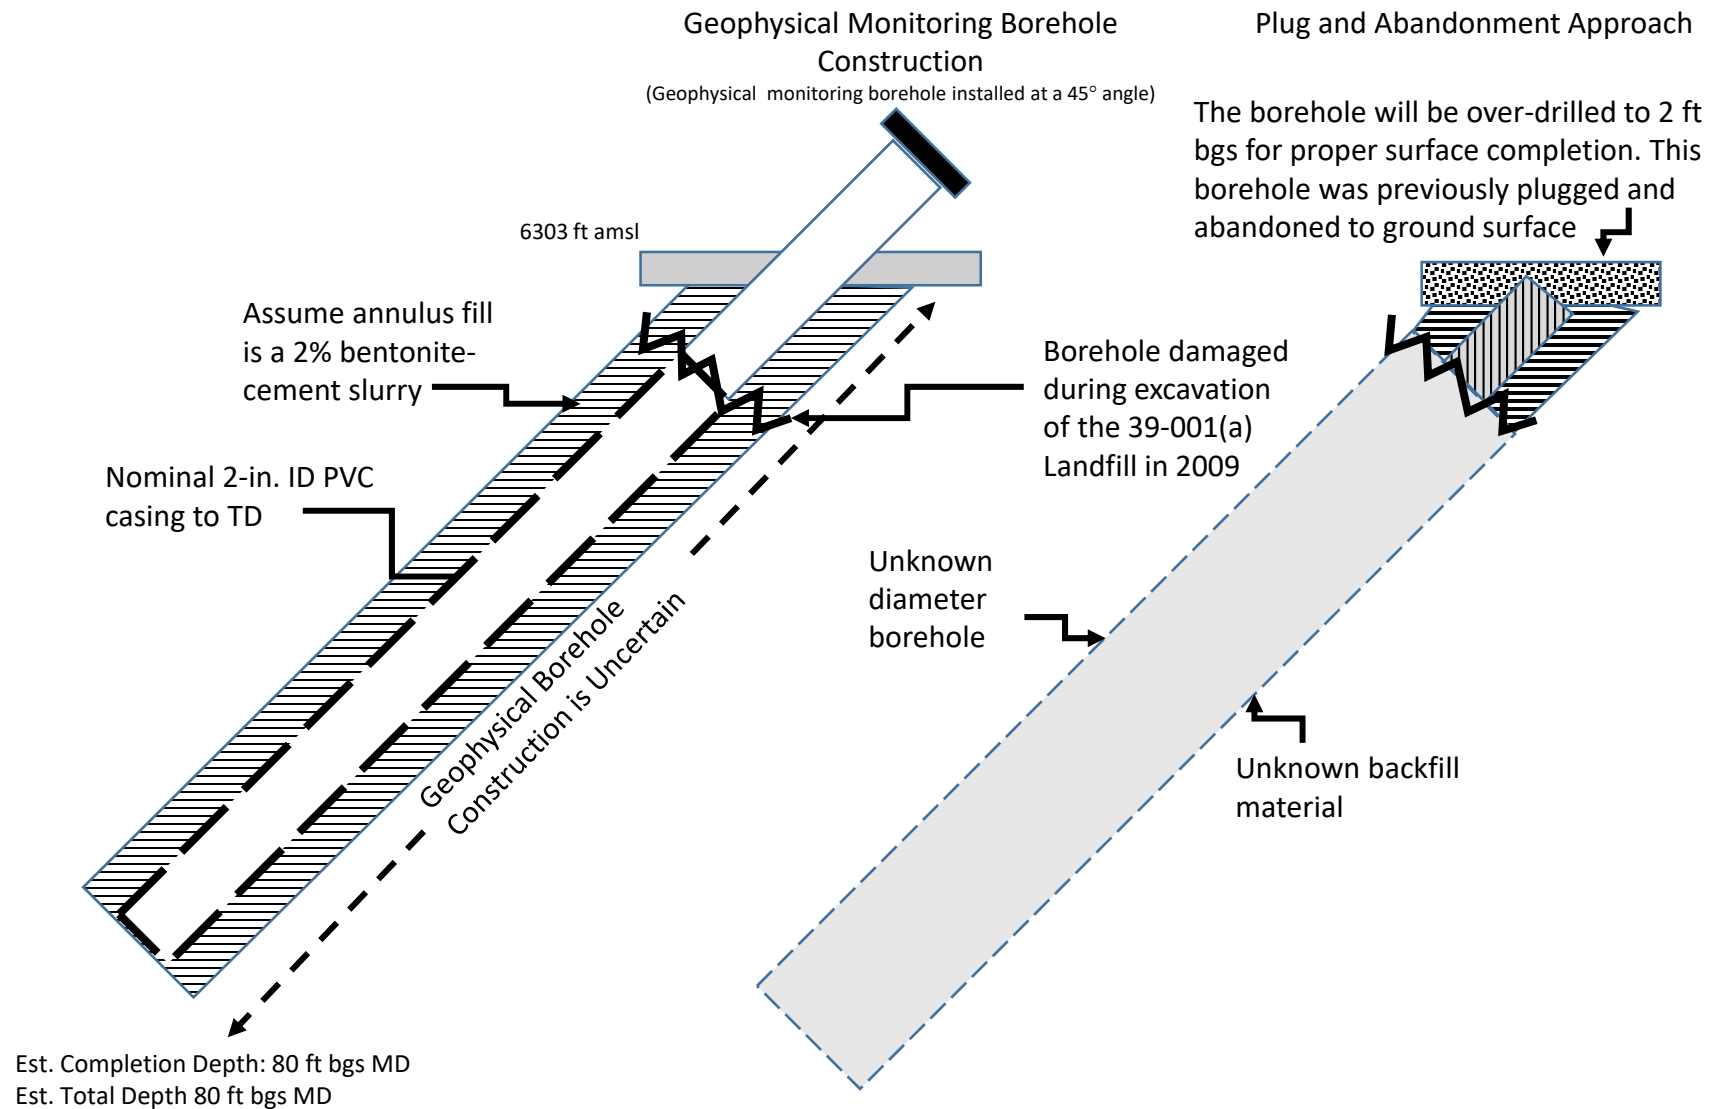 Geophysical Monitoring Borehole
Construction
(Geophysical monitoring borehole installed at a 45° angle)
6303 ft amsl
Assume annulus fill
is a 2% bentonite-
cement slurry
Nominal 2-in. ID PVC
casing to TD
Borehole damaged
during excavation
of the 39-001(a)
Landfill in 2009
Geophysical Borehole
Construction is Uncertain
Est. Completion Depth: 80 ft bgs MD
Est. Total Depth 80 ft bgs MD
Plug and Abandonment Approach
The borehole will be over-drilled to 2 ft
bgs for proper surface completion. This
borehole was previously plugged and
abandoned to ground surface
Unknown
diameter
borehole
Unknown backfill
material